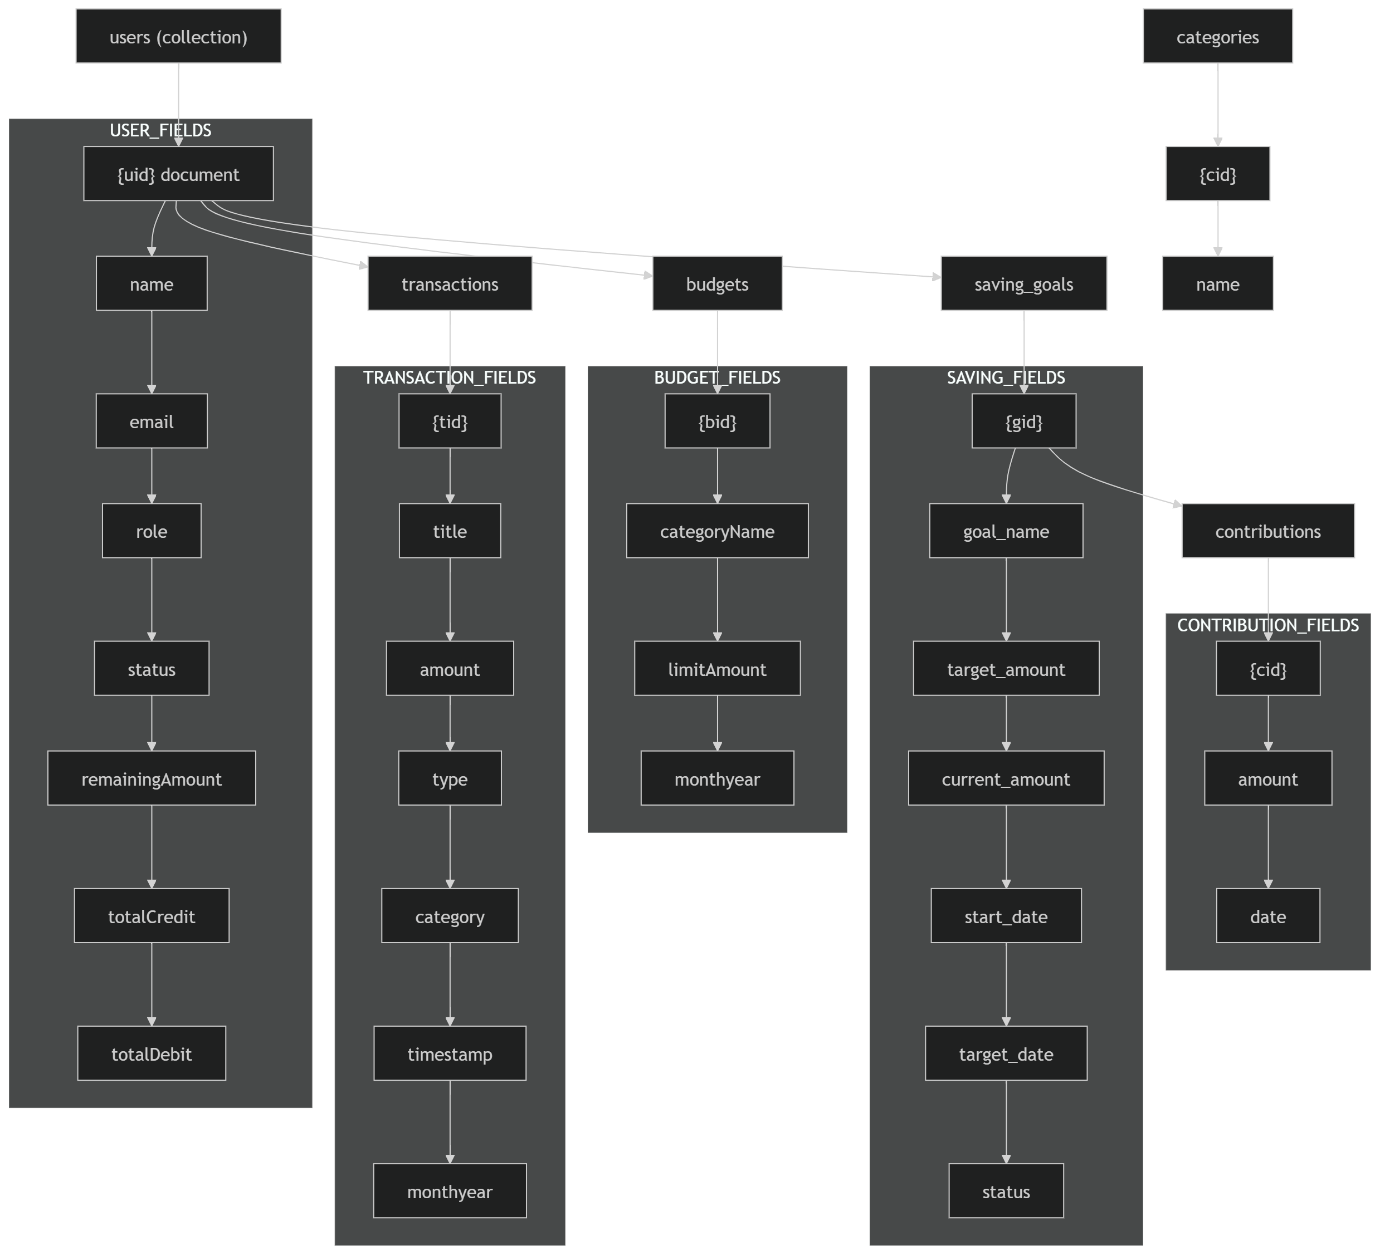 users (collection)
categories
USER_FIELDS
{uid} document
{cid}
name
transactions
budgets
saving_goals
name
TRANSACTION_FIELDS
BUDGET_FIELDS
SAVING_FIELDS
email
{tid}
{bid}
{gid}
role
title
categoryName
goal_name
contributions
CONTRIBUTION_FIELDS
status
amount
limitAmount
target_amount
{cid}
remainingAmount
type
monthyear
current_amount
amount
totalCredit
category
start_date
date
totalDebit
timestamp
target_date
monthyear
status